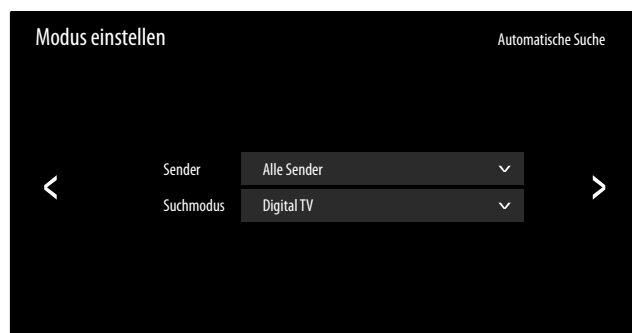 Modus einstellen
Automatische Suche
Sender Alle Sender
Suchmodus Digital TV